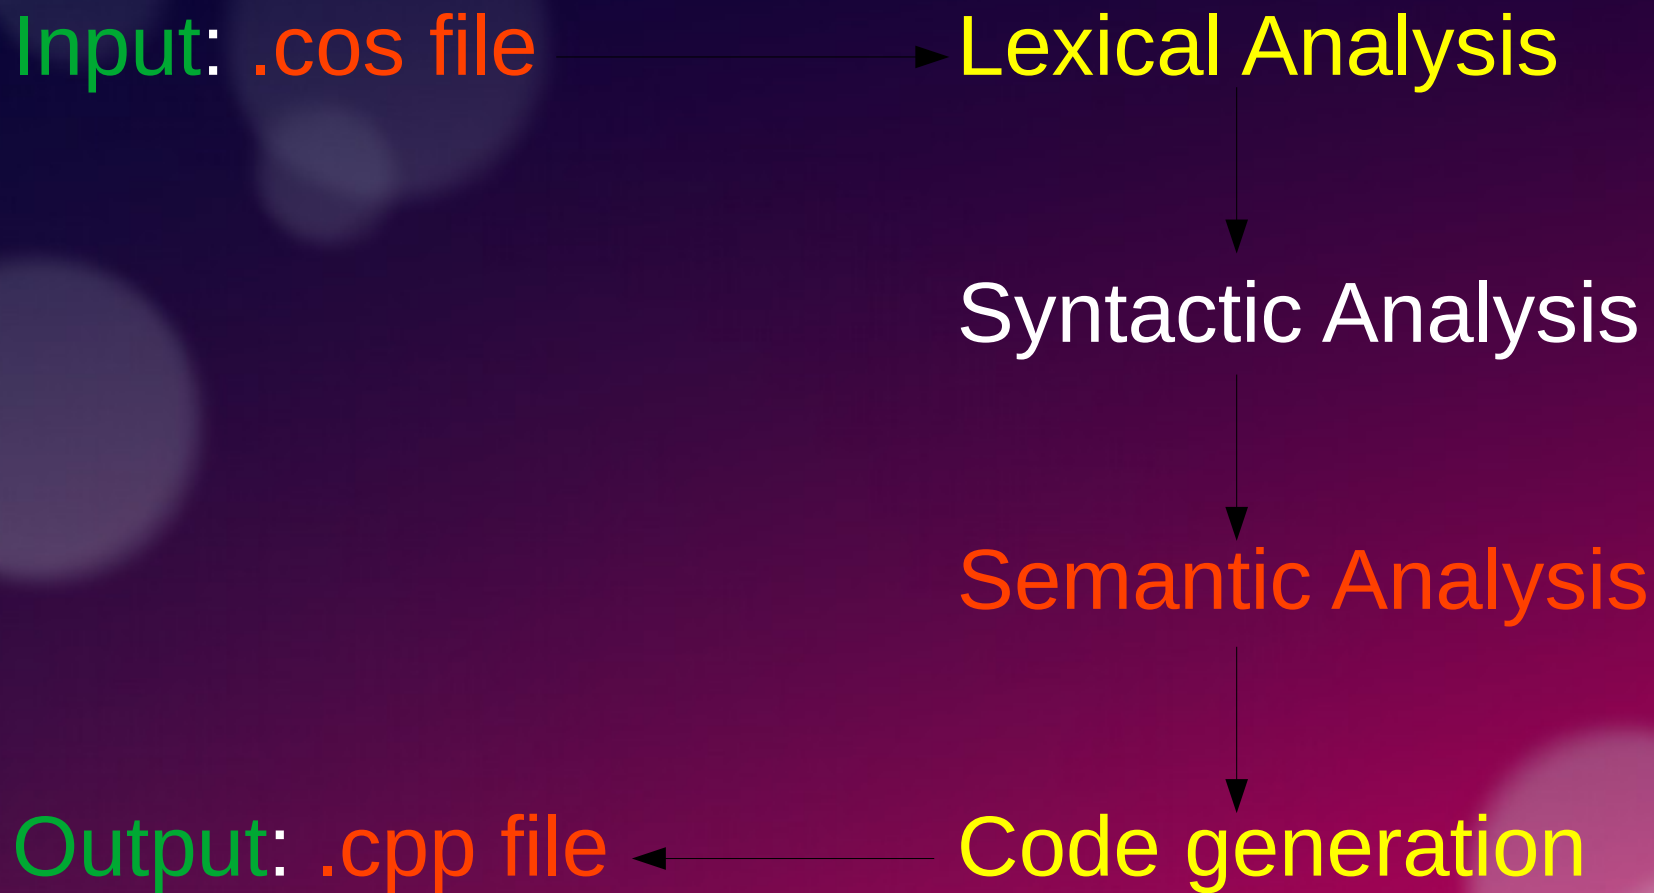 Input: .cos file
Lexical Analysis
Syntactic Analysis
Semantic Analysis
Code generation
Output: .cpp file